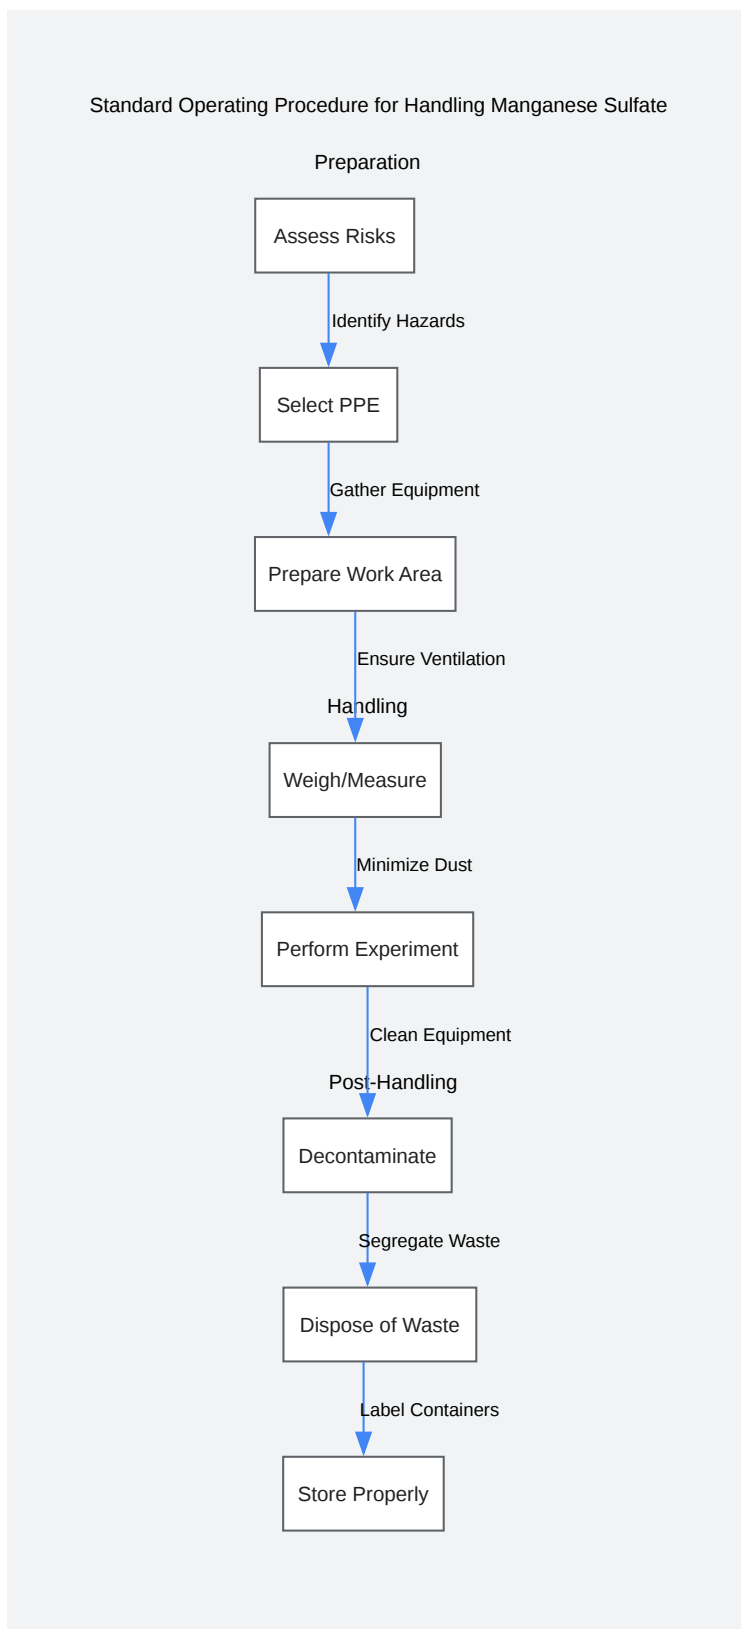 Standard Operating Procedure for Handling Manganese Sulfate
Preparation
Assess Risks
Identify Hazards
Select PPE
Gather Equipment
Prepare Work Area
Ensure Ventilation
Handling
Weigh/Measure
Minimize Dust
Perform Experiment
Clean Equipment
Post-Handling
Decontaminate
Segregate Waste
Dispose of Waste
Label Containers
Store Properly